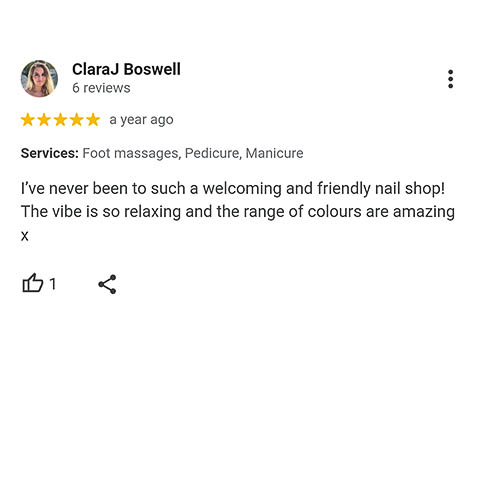 ClaraJ Boswell
6 reviews
a year ago
Services: Foot massages, Pedicure, Manicure
I’ve never been to such a welcoming and friendly nail shop!
The vibe is so relaxing and the range of colours are amazing
x
1